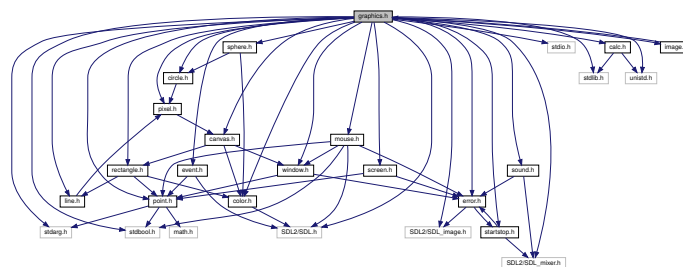 graphics.h
sphere.h
stdio.h
calc.h
image.
circle.h
stdlib.h
unistd.h
pixel.h
canvas.h
mouse.h
rectangle.h
event.h
window.h
screen.h
sound.h
line.h
point.h
color.h
error.h
stdarg.h
stdbool.h
math.h
SDL2/SDL.h
SDL2/SDL_image.h
startstop.h
SDL2/SDL_mixer.h